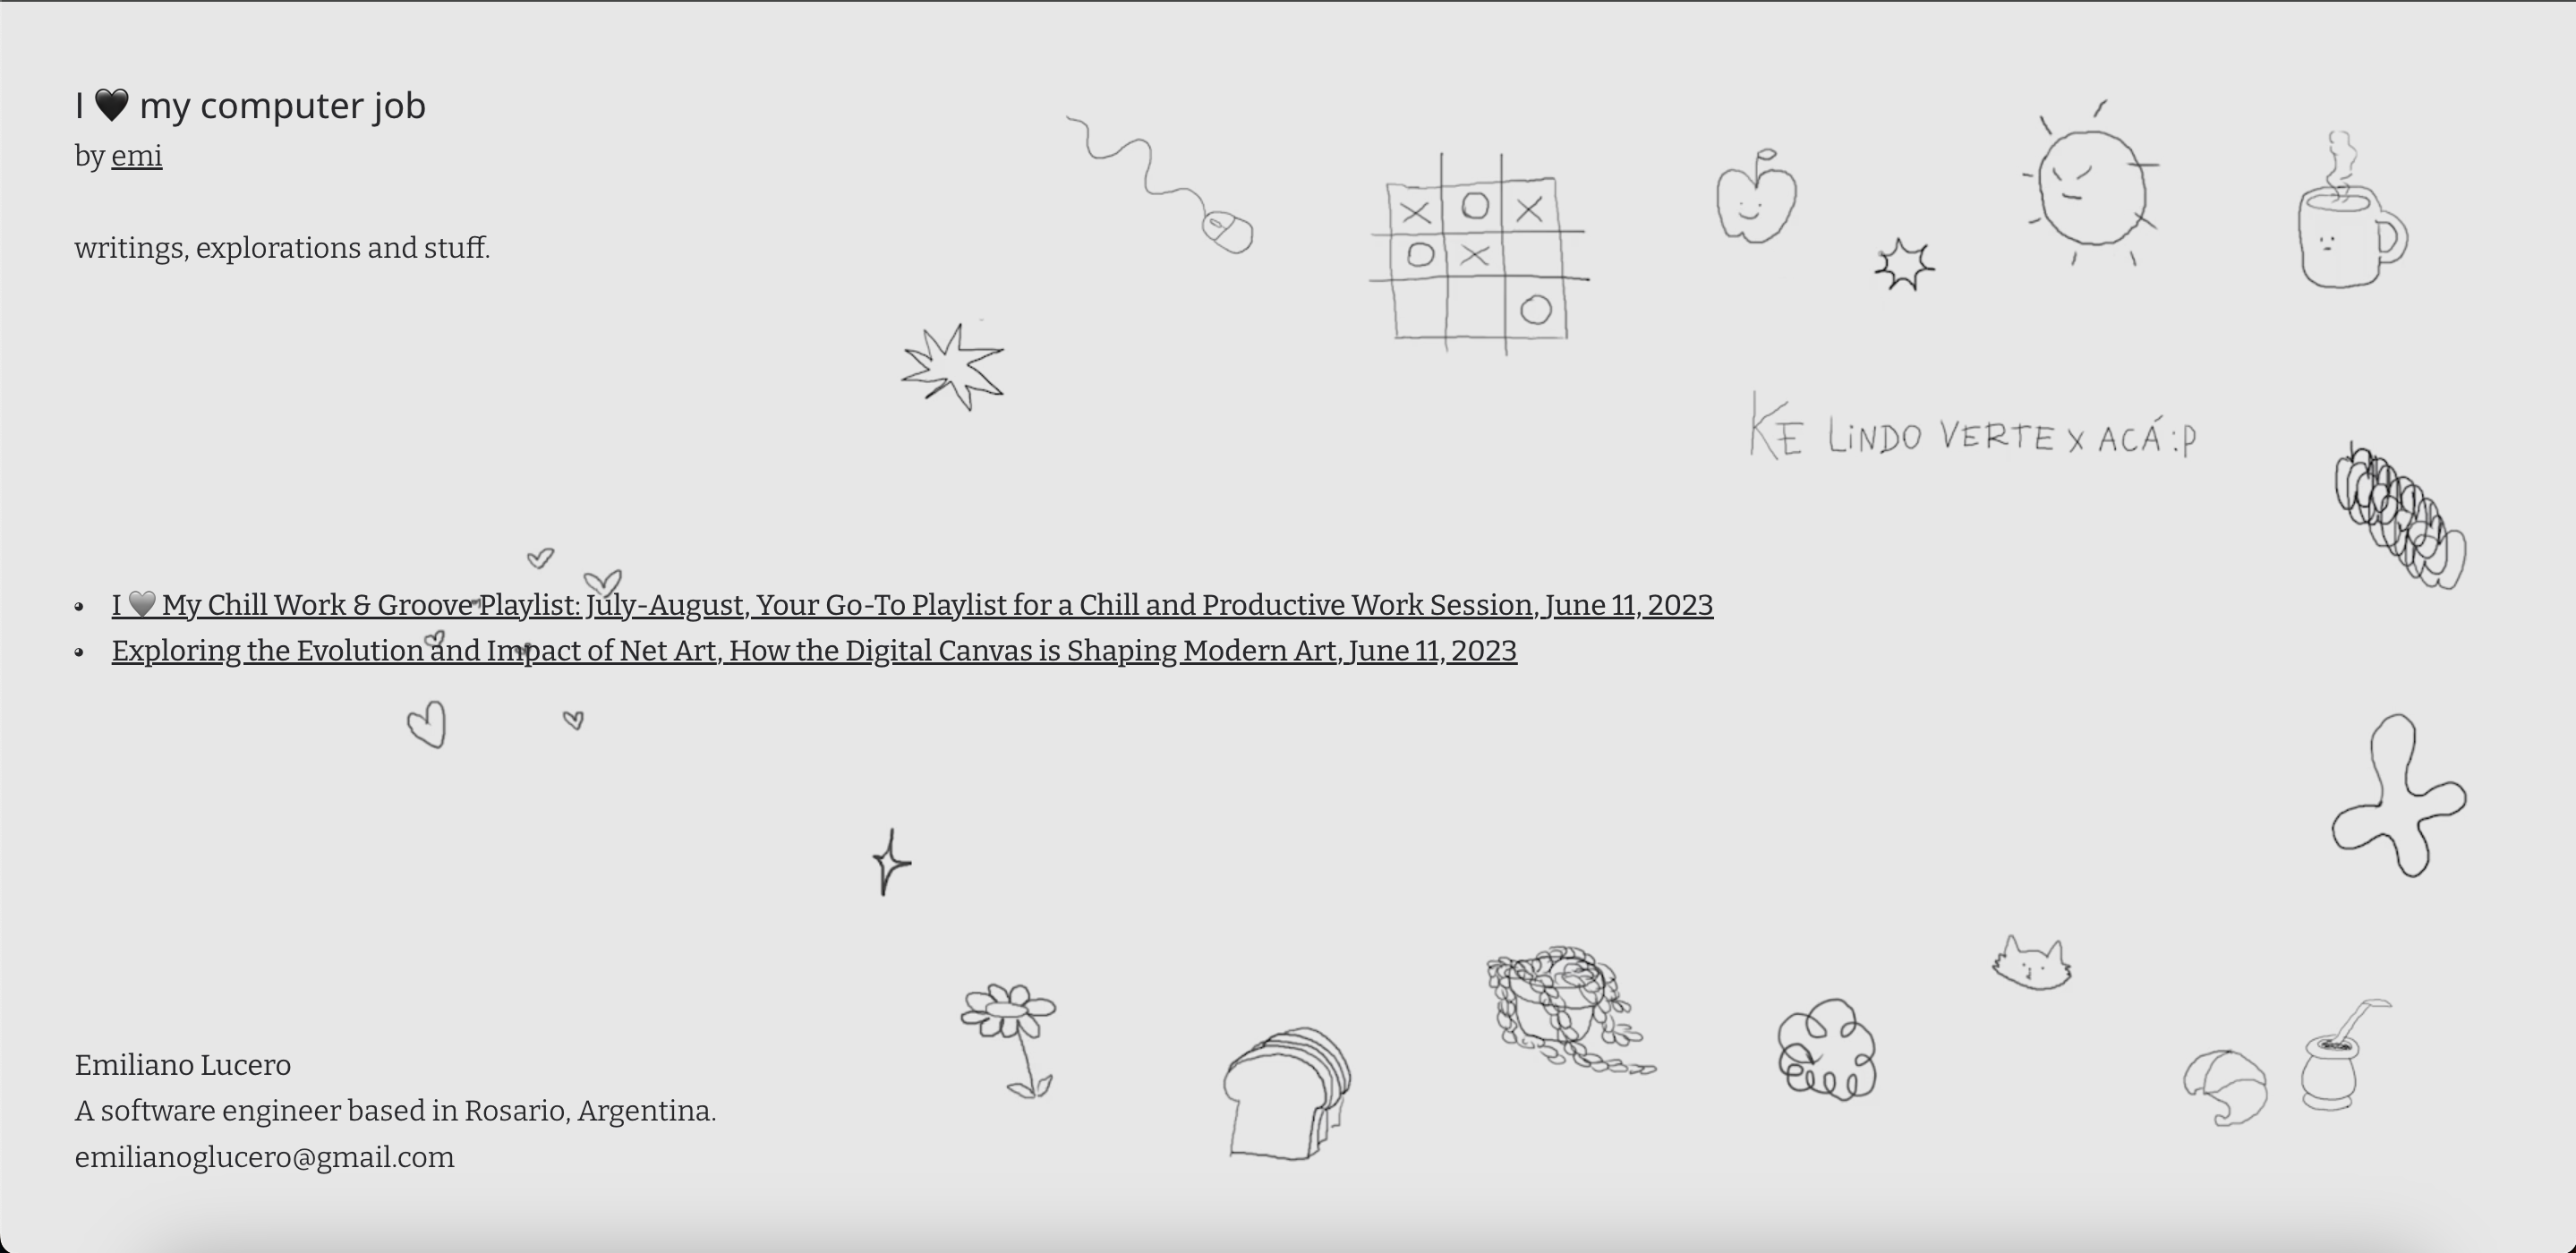 I 🖤 my computer job
by emi
writings, explorations and stuff.
X O X
O X
O
KE LiNDO VERTE X ACÁ :P
I 🩶 My Chill Work & Groove Playlist: July-August, Your Go-To Playlist for a Chill and Productive Work Session, June 11, 2023
Exploring the Evolution and Impact of Net Art, How the Digital Canvas is Shaping Modern Art, June 11, 2023
Emiliano Lucero
A software engineer based in Rosario, Argentina.
emilianoglucero@gmail.com